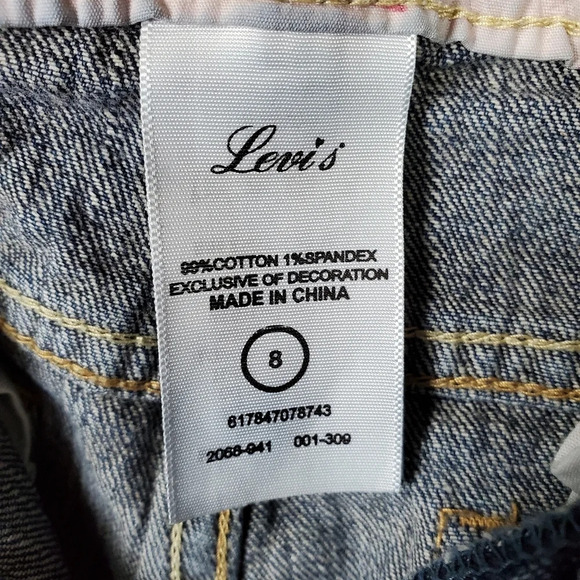 Levi's
99%COTTON 1%SPANDEX
EXCLUSIVE OF DECORATION
MADE IN CHINA
8
617847078743
2068-941 001-309